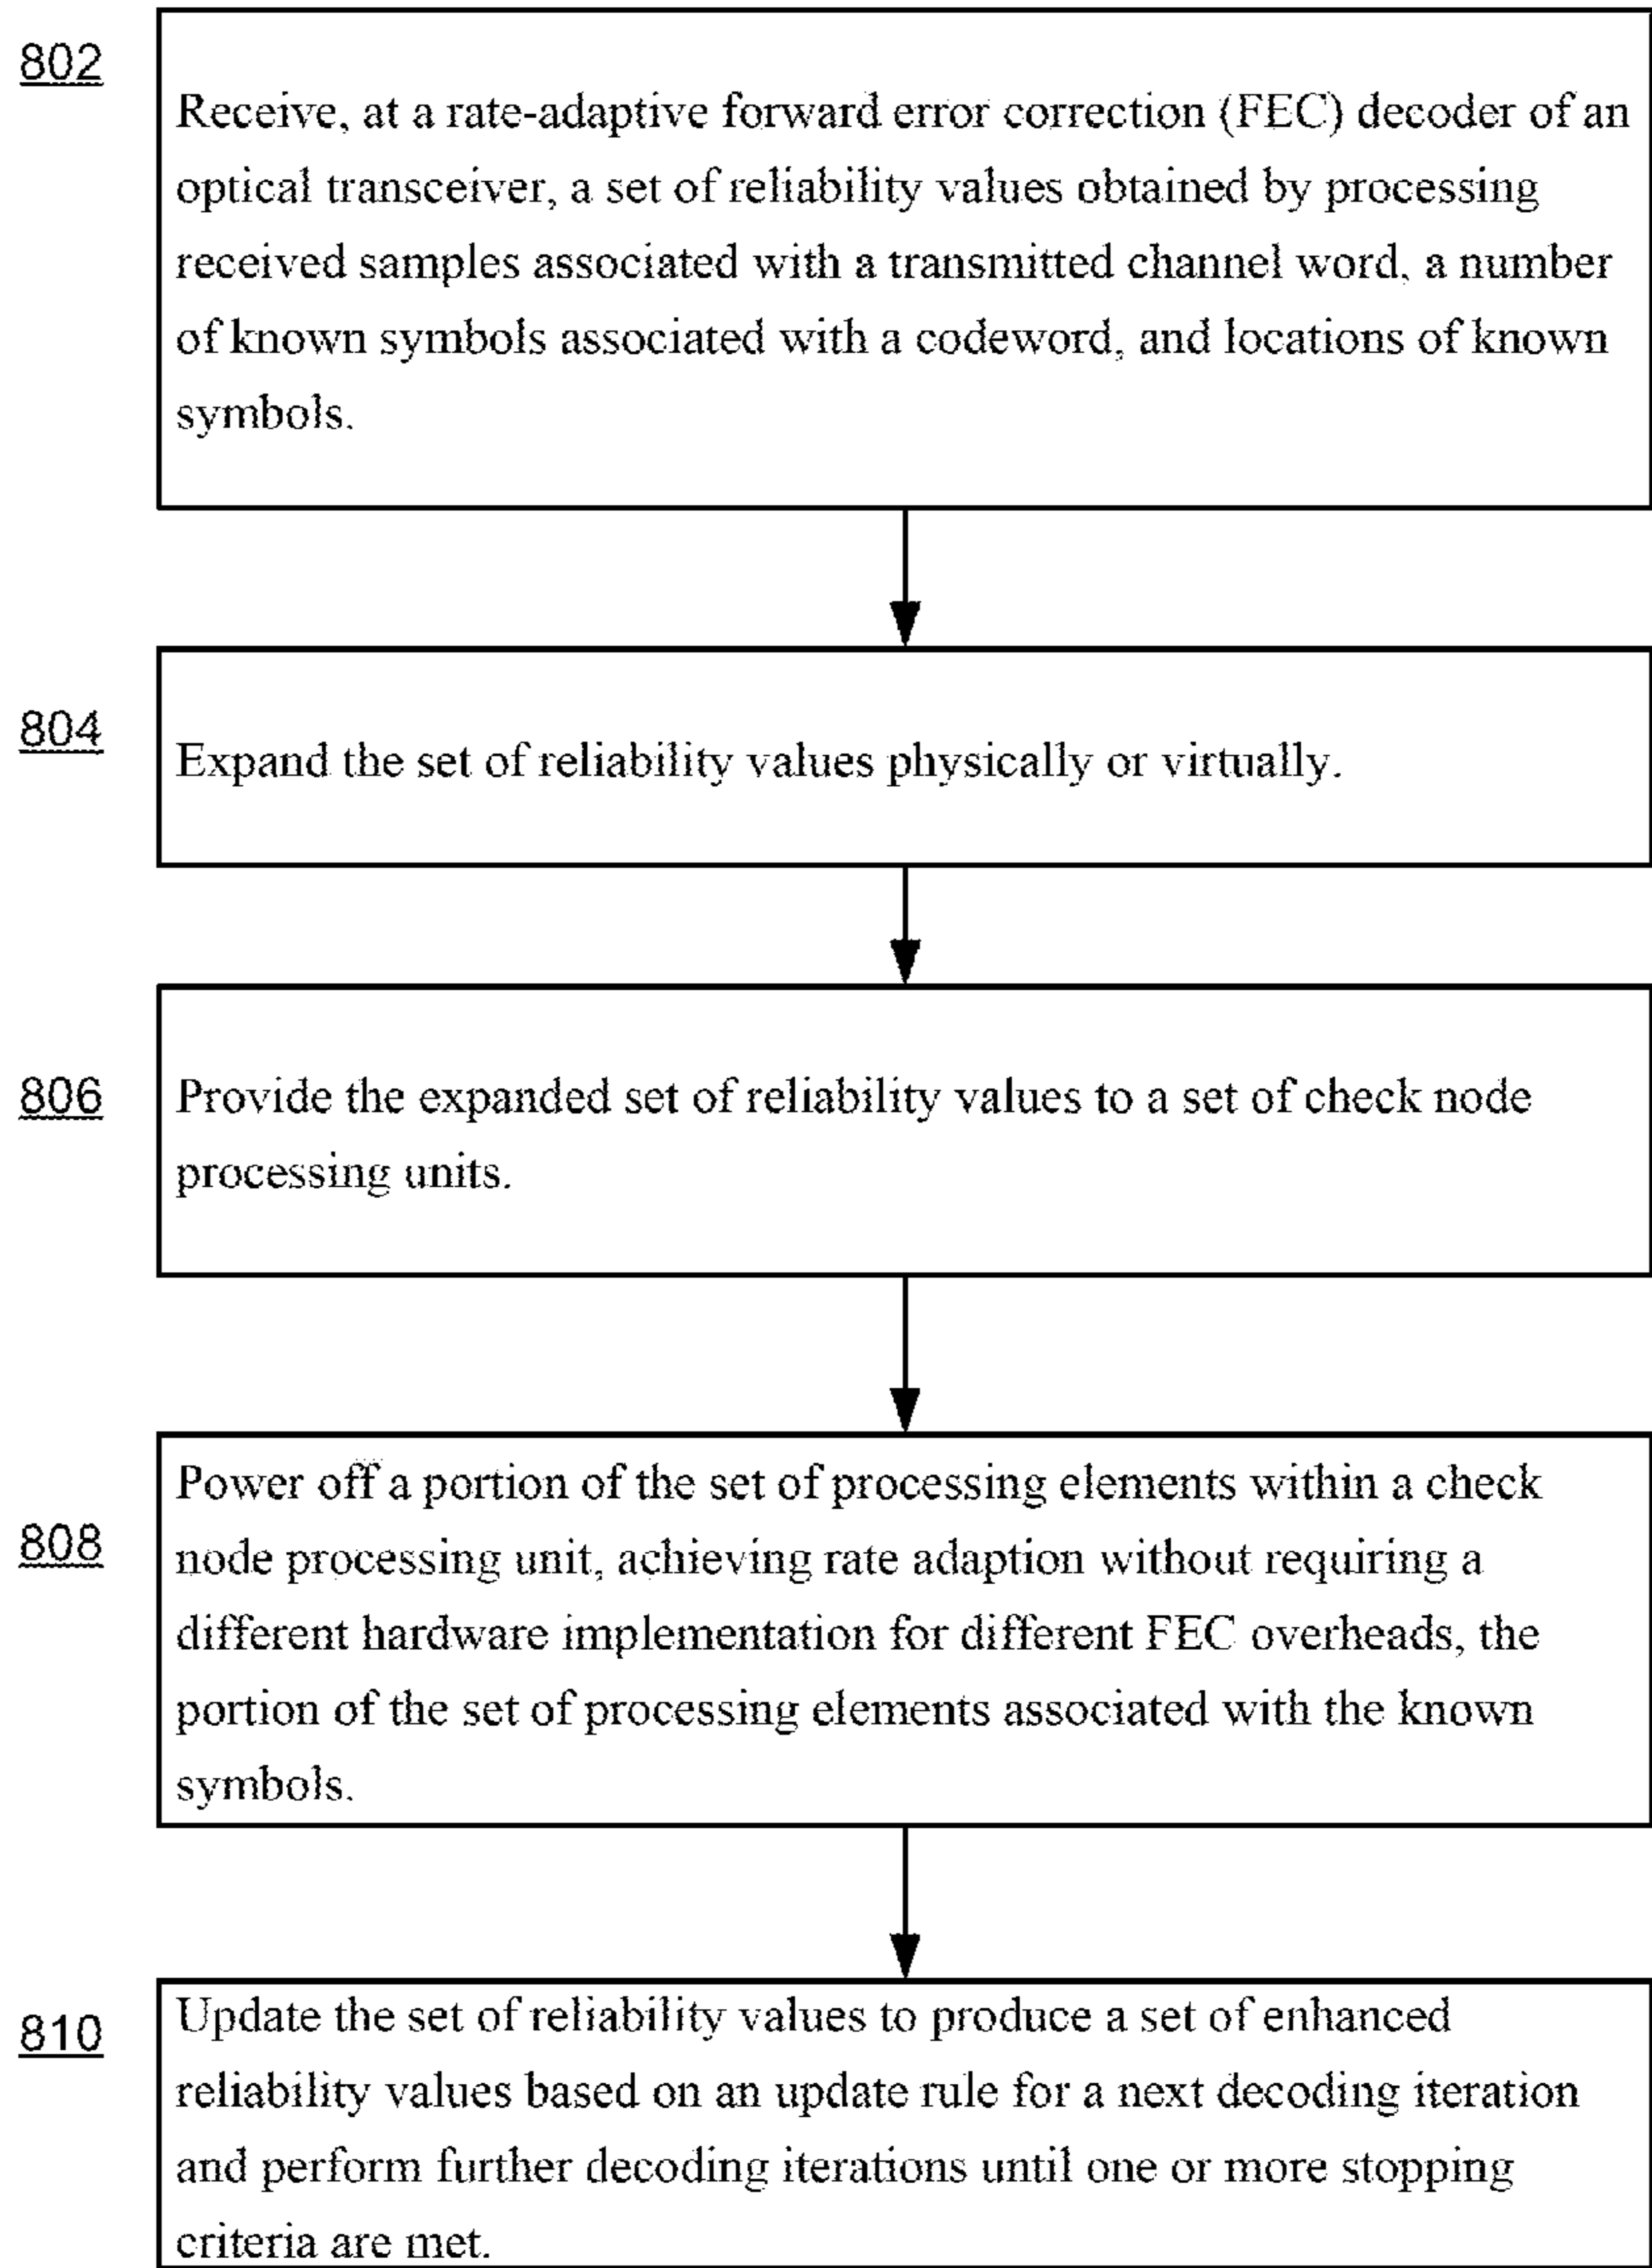 802
Receive, at a rate-adaptive forward error correction (FEC) decoder of an
optical transceiver, a set of reliability values obtained by processing
received samples associated with a transmitted channel word, a number
of known symbols associated with a codeword, and locations of known
symbols.
804
Expand the set of reliability values physically or virtually.
806
Provide the expanded set of reliability values to a set of check node
processing units.
808
Power off a portion of the set of processing elements within a check
node processing unit, achieving rate adaption without requiring a
different hardware implementation for different FEC overheads, the
portion of the set of processing elements associated with the known
symbols.
810
Update the set of reliability values to produce a set of enhanced
reliability values based on an update rule for a next decoding iteration
and perform further decoding iterations until one or more stopping
criteria are met.